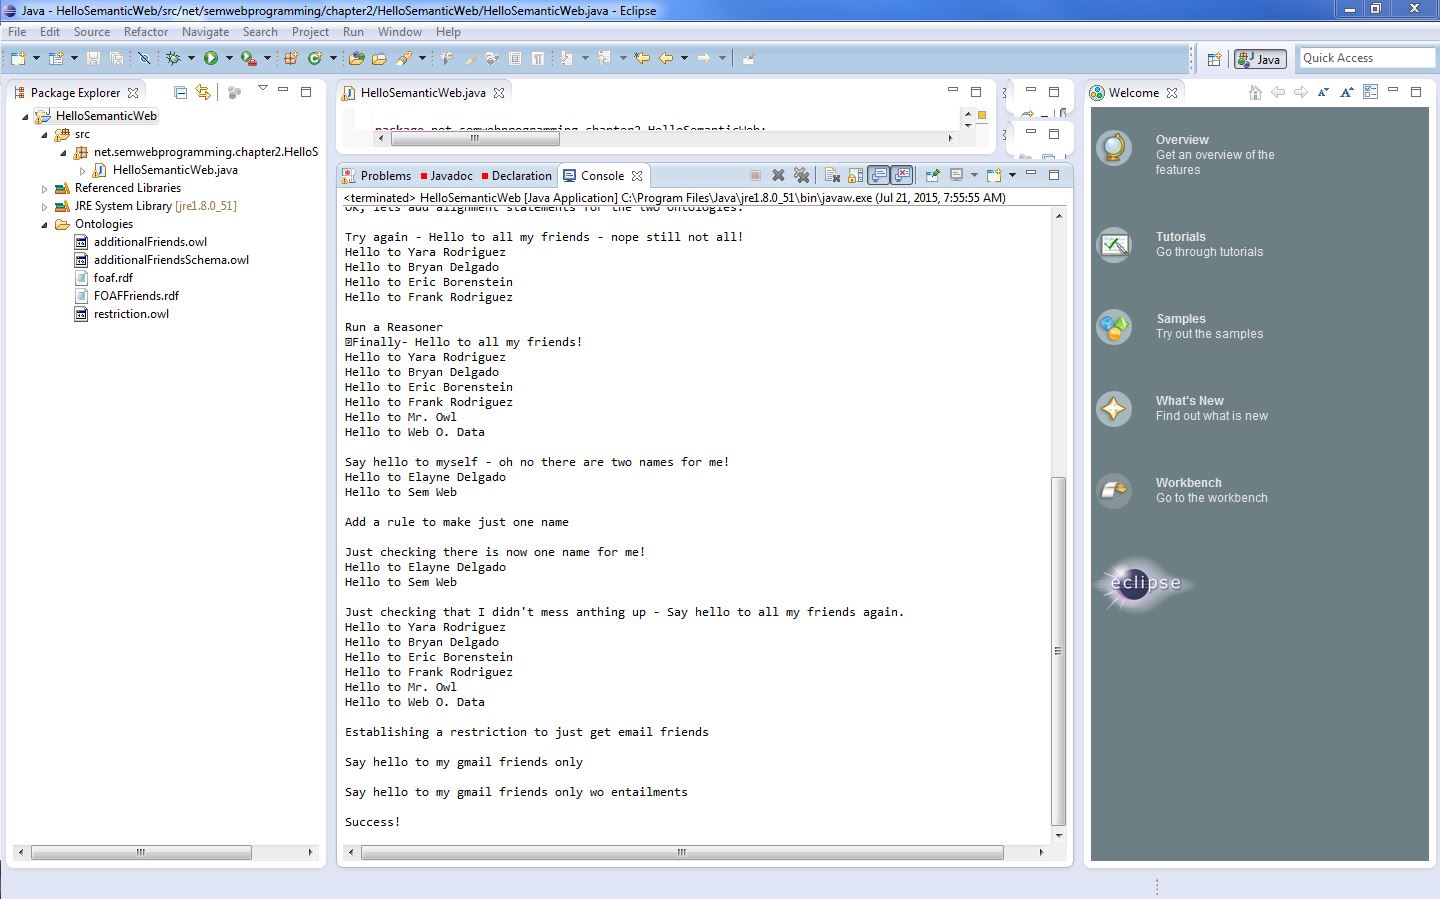 Java - HelloSemanticWeb/src/net/semwebprogramming/chapter2/HelloSemanticWeb/HelloSemanticWeb.java - Eclipse
File Edit Source Refactor Navigate Search Project Run Window Help
Java
Quick Access
Package Explorer
HelloSemanticWeb
src
net.semwebprogramming.chapter2.HelloS
HelloSemanticWeb.java
Referenced Libraries
JRE System Library [jre1.8.0_51]
Ontologies
additionalFriends.owl
additionalFriendsSchema.owl
foaf.rdf
FOAFFriends.rdf
restriction.owl
HelloSemanticWeb.java
package net.semwebprogramming.chapter2.HelloSemanticWeb;
Problems Javadoc Declaration Console
<terminated> HelloSemanticWeb [Java Application] C:\Program Files\Java\jre1.8.0_51\bin\javaw.exe (Jul 21, 2015, 7:55:55 AM)
Ok, lets add alignment statements for the two ontologies.
Try again - Hello to all my friends - nope still not all!
Hello to Yara Rodriguez
Hello to Bryan Delgado
Hello to Eric Borenstein
Hello to Frank Rodriguez
Run a Reasoner
Finally- Hello to all my friends!
Hello to Yara Rodriguez
Hello to Bryan Delgado
Hello to Eric Borenstein
Hello to Frank Rodriguez
Hello to Mr. Owl
Hello to Web O. Data
Say hello to myself - oh no there are two names for me!
Hello to Elayne Delgado
Hello to Sem Web
Add a rule to make just one name
Just checking there is now one name for me!
Hello to Elayne Delgado
Hello to Sem Web
Just checking that I didn't mess anthing up - Say hello to all my friends again.
Hello to Yara Rodriguez
Hello to Bryan Delgado
Hello to Eric Borenstein
Hello to Frank Rodriguez
Hello to Mr. Owl
Hello to Web O. Data
Establishing a restriction to just get email friends
Say hello to my gmail friends only
Say hello to my gmail friends only wo entailments
Success!
Welcome
Overview
Get an overview of the
features
Tutorials
Go through tutorials
Samples
Try out the samples
What's New
Find out what is new
Workbench
Go to the workbench
eclipse